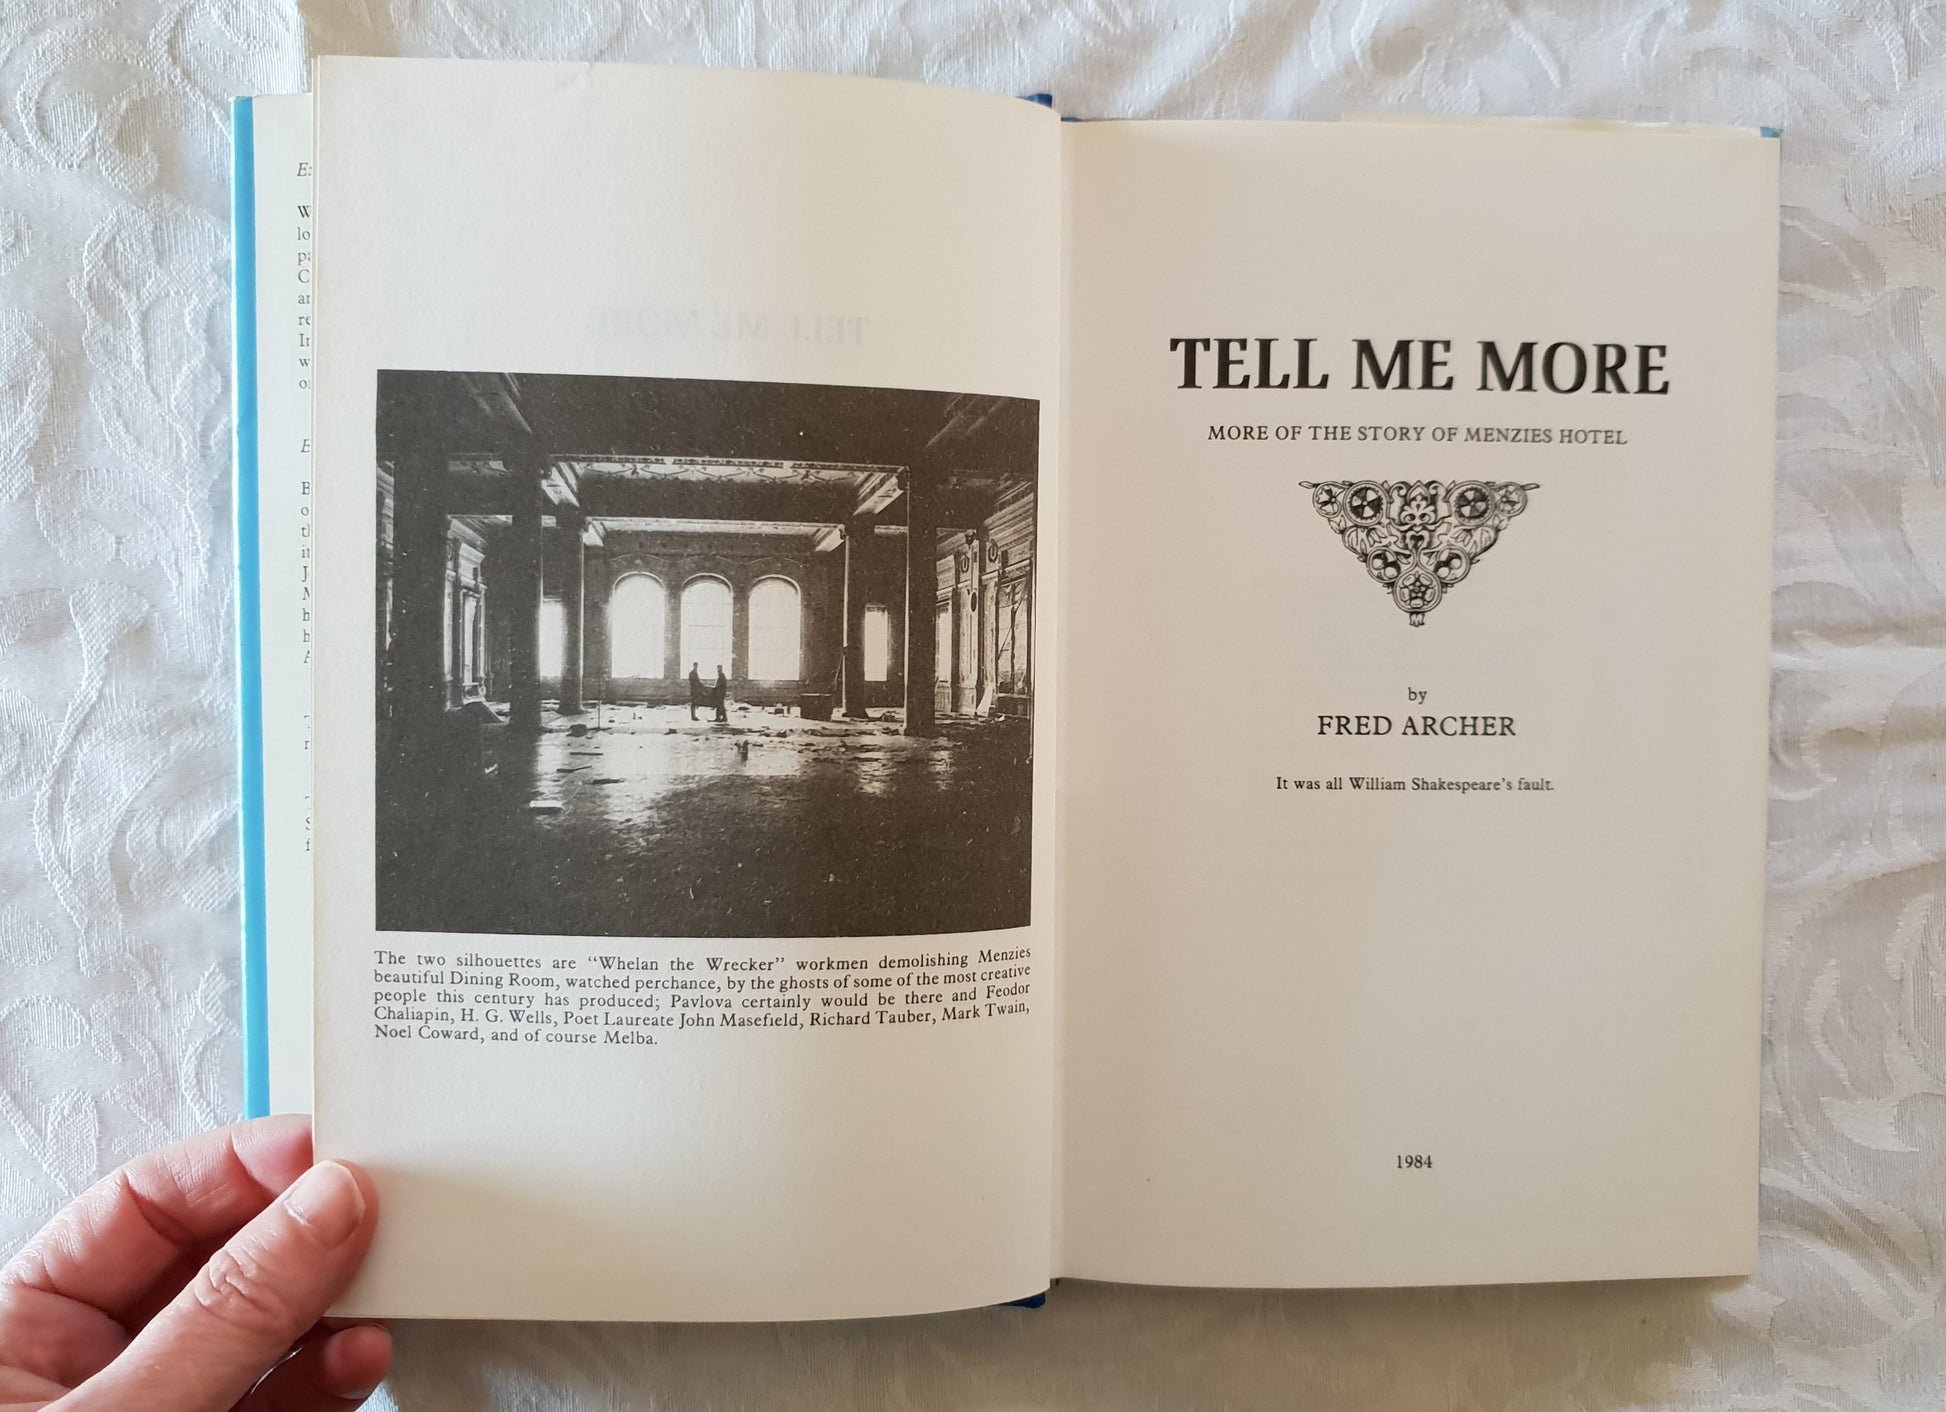 The two silhouettes are “Whelan the Wrecker” workmen demolishing Menzies
beautiful Dining Room, watched perchance, by the ghosts of some of the most creative
people this century has produced; Pavlova certainly would be there and Feodor
Chaliapin, H. G. Wells, Poet Laureate John Masefield, Richard Tauber, Mark Twain,
Noel Coward, and of course Melba.
TELL ME MORE
MORE OF THE STORY OF MENZIES HOTEL
by
FRED ARCHER
It was all William Shakespeare's fault.
1984